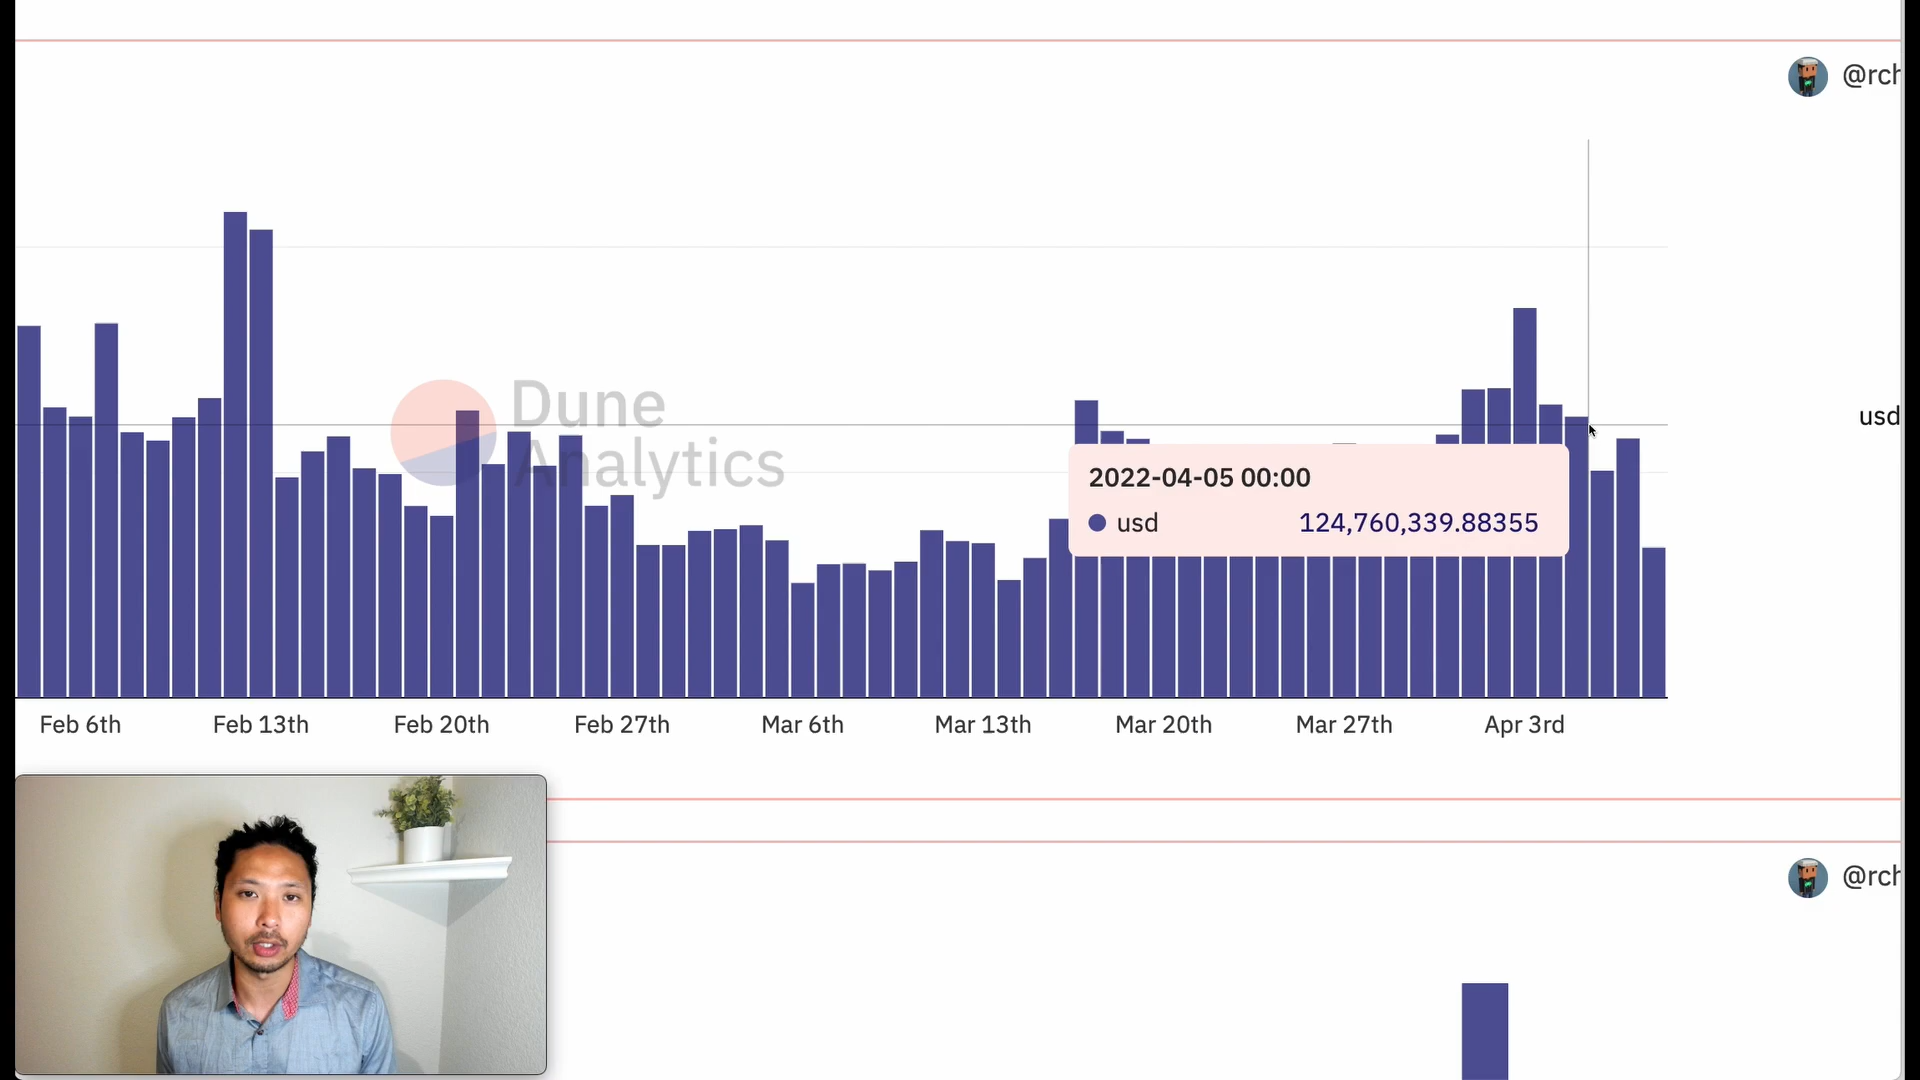 @rch
Dune
Analytics
usd
2022-04-05 00:00
usd 124,760,339.88355
Feb 6th Feb 13th Feb 20th Feb 27th Mar 6th Mar 13th Mar 20th Mar 27th Apr 3rd
@rch